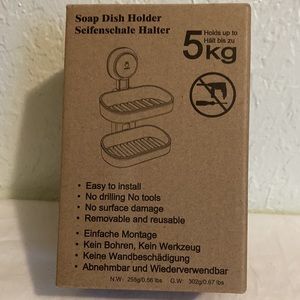 Soap Dish Holder
Seifenschale Halter
5kg
Holds up to
Hält bis zu
• Easy to install
• No drilling No tools
• No surface damage
• Removable and reusable
• Einfache Montage
• Kein Bohren, Kein Werkzeug
• Keine Wandbeschädigung
• Abnehmbar und Wiederverwendbar
N.W: 258g/0.56 lbs G.W: 302g/0.67 lbs